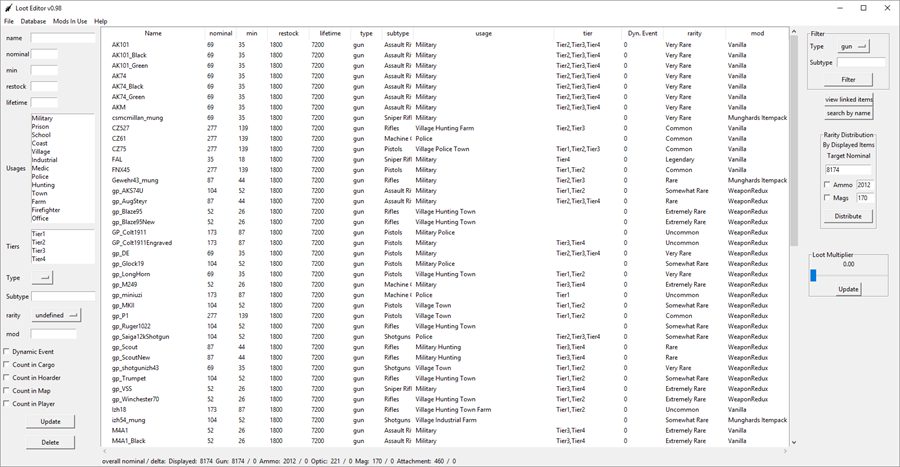 Loot Editor v0.98
File Database Mods In Use Help
name
nominal
min
restock
lifetime
Usages
Military
Prison
School
Coast
Village
Industrial
Medic
Police
Hunting
Town
Farm
Firefighter
Office
Tiers
Tier1
Tier2
Tier3
Tier4
Type
Subtype
rarity undefined
mod
Dynamic Event
Count in Cargo
Count in Hoarder
Count in Map
Count in Player
Update
Delete
Name nominal min restock lifetime type subtype usage tier Dyn. Event rarity mod
AK101 69 35 1800 7200 gun Assault Ri Military Tier2,Tier3,Tier4 0 Very Rare Vanilla
AK101_Black 69 35 1800 7200 gun Assault Ri Military Tier2,Tier3,Tier4 0 Very Rare Vanilla
AK101_Green 69 35 1800 7200 gun Assault Ri Military Tier2,Tier3,Tier4 0 Very Rare Vanilla
AK74 69 35 1800 7200 gun Assault Ri Military Tier2,Tier3,Tier4 0 Very Rare Vanilla
AK74_Black 69 35 1800 7200 gun Assault Ri Military Tier2,Tier3,Tier4 0 Very Rare Vanilla
AK74_Green 69 35 1800 7200 gun Assault Ri Military Tier2,Tier3,Tier4 0 Very Rare Vanilla
AKM 69 35 1800 7200 gun Assault Ri Military Tier2,Tier3,Tier4 0 Very Rare Vanilla
csmcmillan_mung 69 35 1800 7200 gun Sniper Rifl Military 0 Very Rare Munghards Itempack
CZ527 277 139 1800 7200 gun Rifles Village Hunting Farm Tier2,Tier3 0 Common Vanilla
CZ61 277 139 1800 7200 gun Machine G Police 0 Common Vanilla
CZ75 277 139 1800 7200 gun Pistols Village Police Town Tier1,Tier2,Tier3 0 Common Vanilla
FAL 35 18 1800 7200 gun Sniper Rifl Military Tier4 0 Legendary Vanilla
FNX45 277 139 1800 7200 gun Pistols Military Tier1,Tier2 0 Common Vanilla
Gewehr43_mung 87 44 1800 7200 gun Rifles Military Tier2,Tier3 0 Rare Munghards Itempack
gp_AKS74U 104 52 1800 7200 gun Assault Ri Military Tier1,Tier2 0 Somewhat Rare WeaponRedux
gp_AugSteyr 87 44 1800 7200 gun Assault Ri Military Tier2,Tier3,Tier4 0 Rare WeaponRedux
gp_Blaze95 52 26 1800 7200 gun Rifles Village Hunting Town 0 Extremely Rare WeaponRedux
gp_Blaze95New 52 26 1800 7200 gun Rifles Village Hunting Town 0 Extremely Rare WeaponRedux
GP_Colt1911 173 87 1800 7200 gun Pistols Military Police 0 Uncommon WeaponRedux
GP_Colt1911Engraved 173 87 1800 7200 gun Pistols Military Tier3,Tier4 0 Uncommon WeaponRedux
gp_DE 69 35 1800 7200 gun Pistols Military Tier2,Tier3,Tier4 0 Very Rare WeaponRedux
gp_Glock19 104 52 1800 7200 gun Pistols Military Police 0 Somewhat Rare WeaponRedux
gp_LongHorn 69 35 1800 7200 gun Pistols Village Hunting Town Tier1,Tier2 0 Very Rare WeaponRedux
gp_M249 52 26 1800 7200 gun Machine G Military Tier3,Tier4 0 Extremely Rare WeaponRedux
gp_miniuzi 173 87 1800 7200 gun Machine G Police Tier1 0 Uncommon WeaponRedux
gp_MKII 104 52 1800 7200 gun Pistols Village Town Tier1,Tier2 0 Somewhat Rare WeaponRedux
gp_P1 277 139 1800 7200 gun Pistols Village Town Tier1,Tier2 0 Common WeaponRedux
gp_Ruger1022 104 52 1800 7200 gun Rifles Village Hunting Town 0 Somewhat Rare WeaponRedux
gp_Saiga12kShotgun 104 52 1800 7200 gun Shotguns Police Tier2,Tier3,Tier4 0 Somewhat Rare WeaponRedux
gp_Scout 87 44 1800 7200 gun Rifles Military Hunting Tier3,Tier4 0 Rare WeaponRedux
gp_ScoutNew 87 44 1800 7200 gun Rifles Military Hunting Tier3,Tier4 0 Rare WeaponRedux
gp_shotgunizh43 87 44 1800 7200 gun Shotguns Village Town Tier1,Tier2 0 Rare WeaponRedux
gp_Trumpet 104 52 1800 7200 gun Rifles Village Hunting Town Tier1,Tier2 0 Somewhat Rare WeaponRedux
gp_VSS 52 26 1800 7200 gun Sniper Rifl Military Tier3,Tier4 0 Extremely Rare WeaponRedux
gp_Winchester70 52 26 1800 7200 gun Rifles Village Hunting Town Tier1,Tier2 0 Extremely Rare WeaponRedux
Izh18 173 87 1800 7200 gun Rifles Village Hunting Town Farm Tier1,Tier2 0 Uncommon Vanilla
izh54_mung 104 52 1800 7200 gun Shotguns Village Industrial Farm 0 Somewhat Rare Munghards Itempack
M4A1 52 26 1800 7200 gun Assault Ri Military Tier3,Tier4 0 Extremely Rare Vanilla
M4A1_Black 52 26 1800 7200 gun Assault Ri Military Tier3,Tier4 0 Extremely Rare Vanilla
overall nominal / delta: Displayed: 8174 Gun: 8174 / 0 Ammo: 2012 / 0 Optic: 221 / 0 Mag: 170 / 0 Attachment: 460 / 0
Filter
Type gun
Subtype
Filter
view linked items
search by name
Rarity Distribution
By Displayed Items
Target Nominal
8174
Ammo 2012
Mags 170
Distribute
Loot Multiplier
0.00
Update